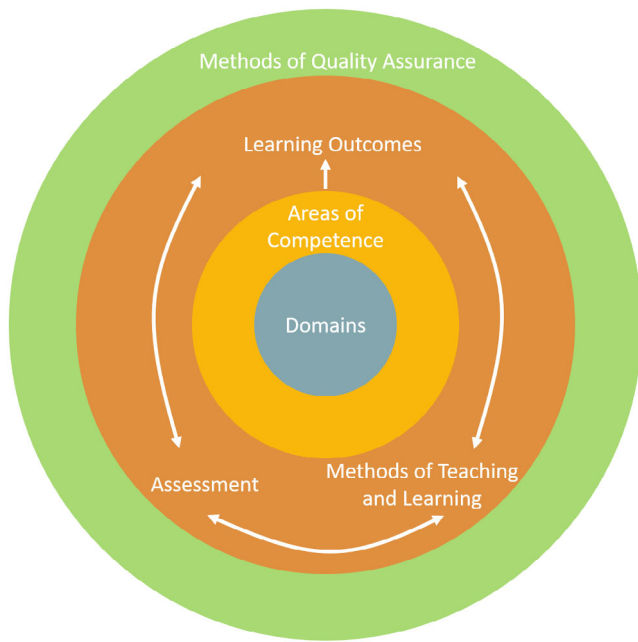 Methods of Quality Assurance
Learning Outcomes
Areas of
Competence
Domains
Assessment
Methods of Teaching
and Learning